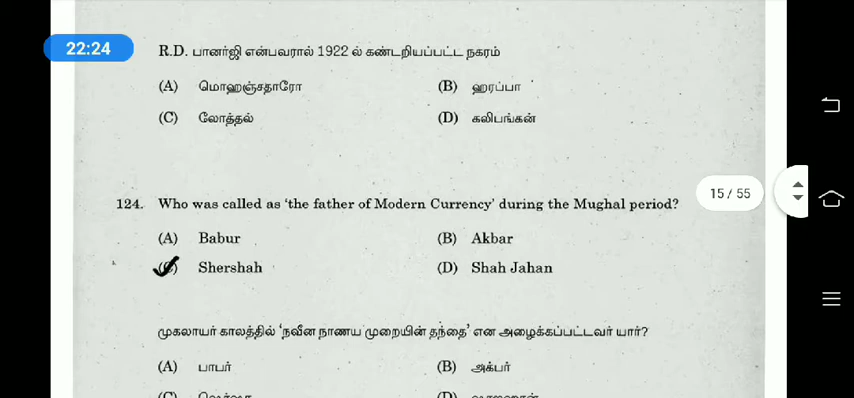 22:24
R.D. பானர்ஜி என்பவரால் 1922 ல் கண்டறியப்பட்ட நகரம்
(A) மொஹஞ்சதாரோ (B) ஹரப்பா
(C) லோத்தல் (D) கலிபங்கன்
15 / 55
124. Who was called as ‘the father of Modern Currency’ during the Mughal period?
(A) Babur (B) Akbar
(C) Shershah (D) Shah Jahan
முகலாயர் காலத்தில் ‘நவீன நாணய முறையின் தந்தை’ என அழைக்கப்பட்டவர் யார்?
(A) பாபர் (B) அக்பர்